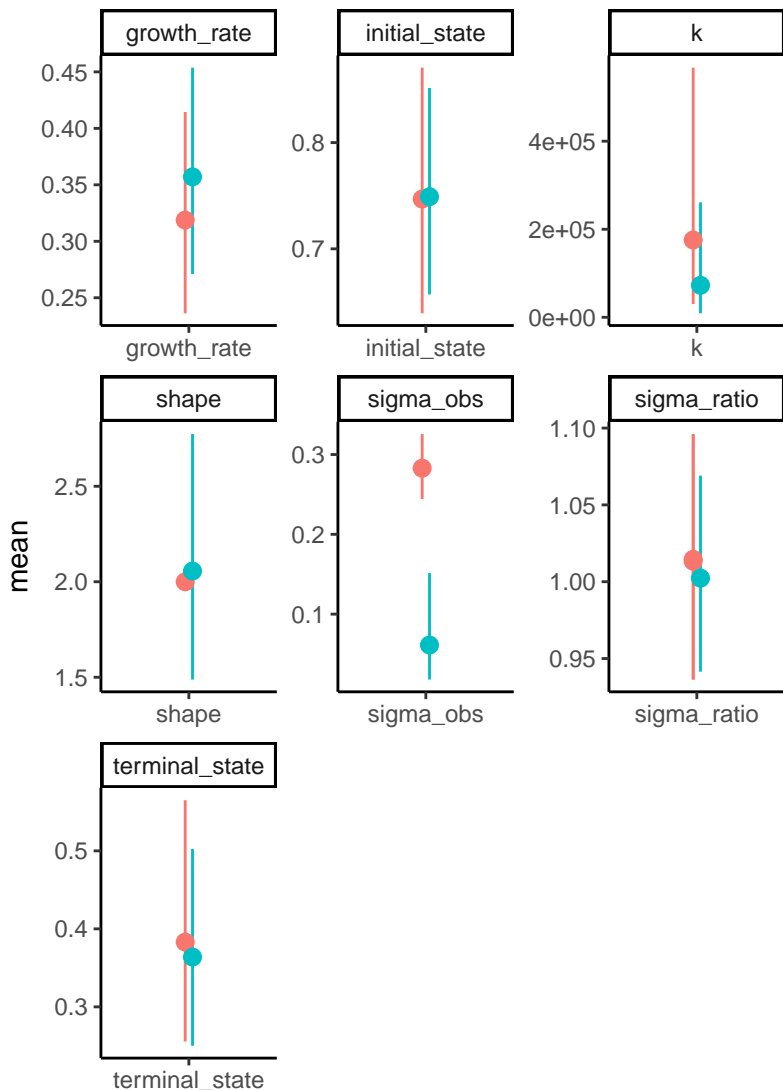 growth_rate
initial_state
k
0.45
0.40
0.35
0.30
0.25
0.8
0.7
4e+05
2e+05
0e+00
growth_rate
initial_state
k
shape
sigma_obs
sigma_ratio
2.5
2.0
1.5
0.3
0.2
0.1
1.10
1.05
1.00
0.95
mean
shape
sigma_obs
sigma_ratio
terminal_state
0.5
0.4
0.3
terminal_state